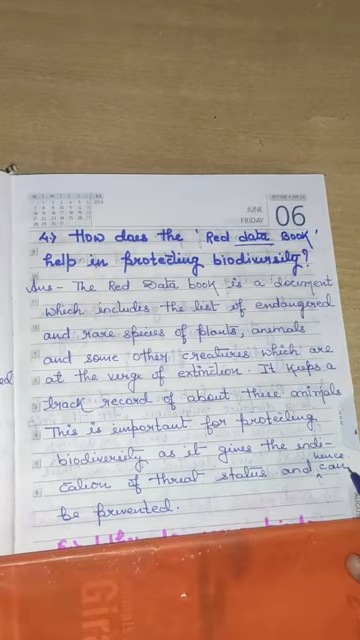 JUNE
FRIDAY
06
4.) How does the 'Red data Book'
help in protecting biodiversity?
Ans - The Red Data book is a document
which includes the list of endangered
and rare species of plants, animals
and some other creatures which are
at the verge of extinction. It keeps a
track record of about these animals
This is important for protecting
biodiversity as it gives the indi-
cation of threat status and hence can
be prevented.